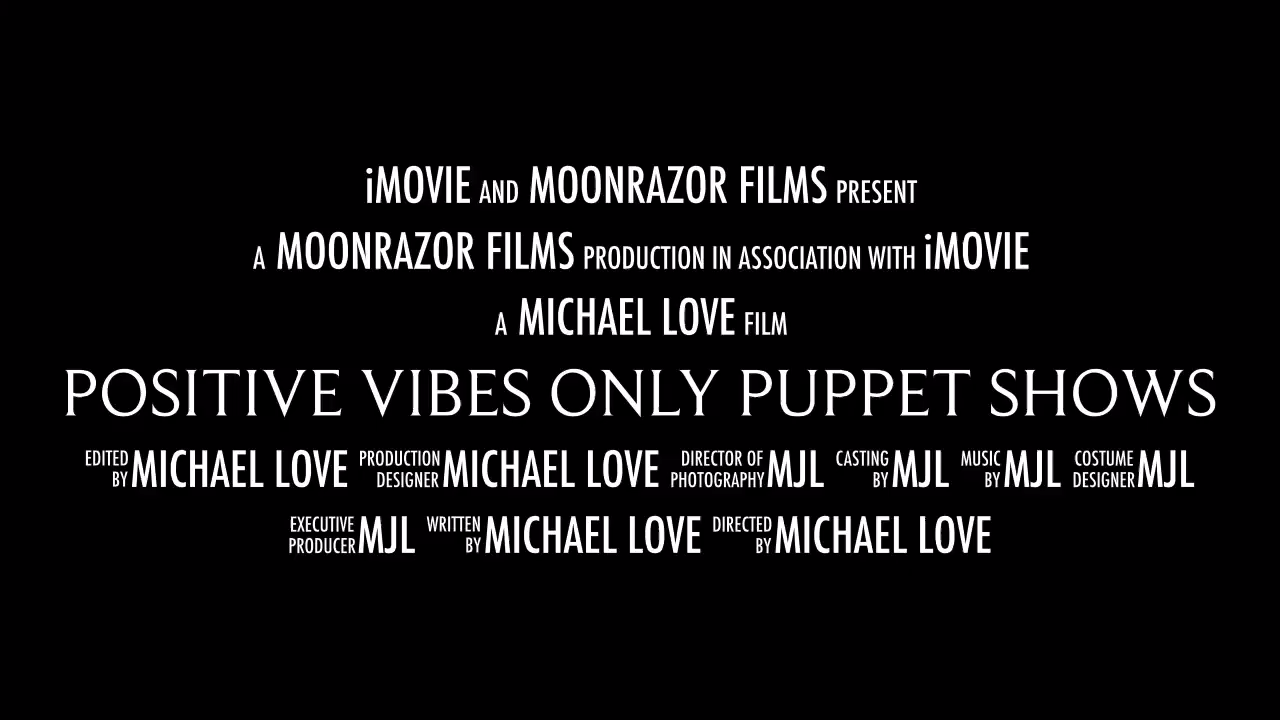 iMOVIE AND MOONRAZOR FILMS PRESENT
A MOONRAZOR FILMS PRODUCTION IN ASSOCIATION WITH iMOVIE
A MICHAEL LOVE FILM
POSITIVE VIBES ONLY PUPPET SHOWS
EDITED BY MICHAEL LOVE PRODUCTION DESIGNER MICHAEL LOVE DIRECTOR OF PHOTOGRAPHY MJL CASTING BY MJL MUSIC BY MJL COSTUME DESIGNER MJL
EXECUTIVE PRODUCER MJL WRITTEN BY MICHAEL LOVE DIRECTED BY MICHAEL LOVE